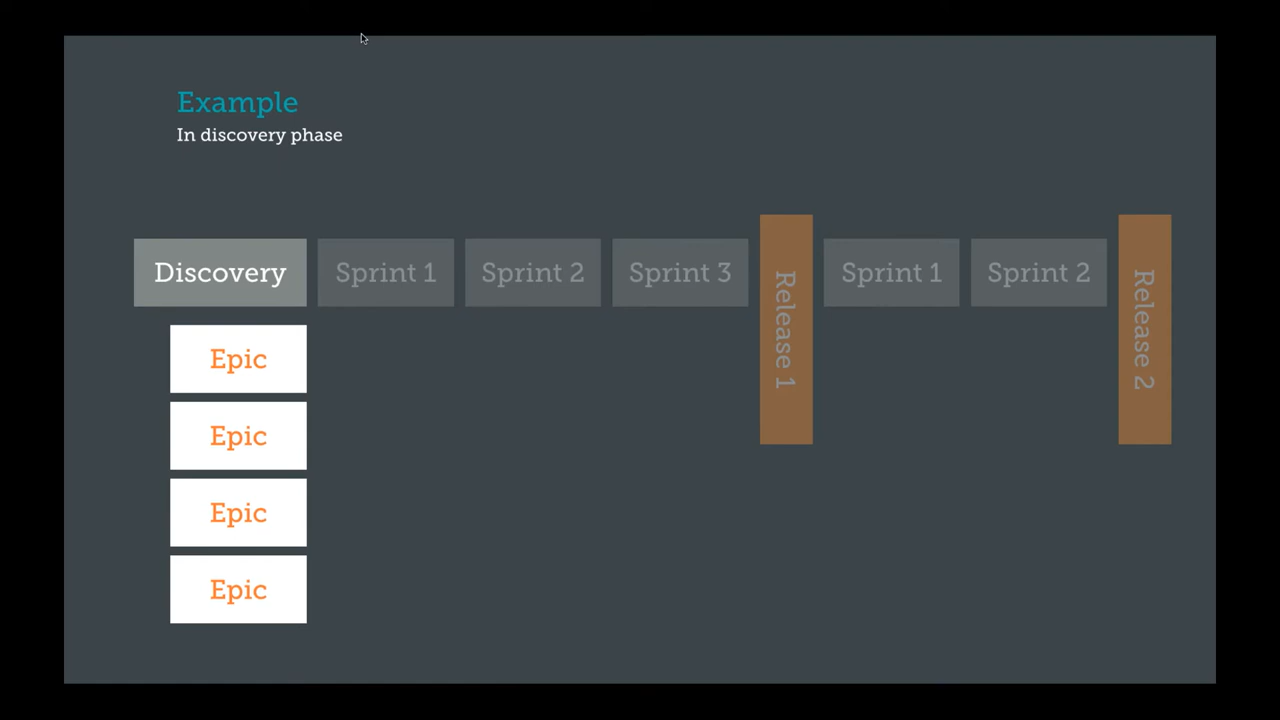 Example
In discovery phase
Discovery
Sprint 1
Sprint 2
Sprint 3
Release 1
Sprint 1
Sprint 2
Release 2
Epic
Epic
Epic
Epic